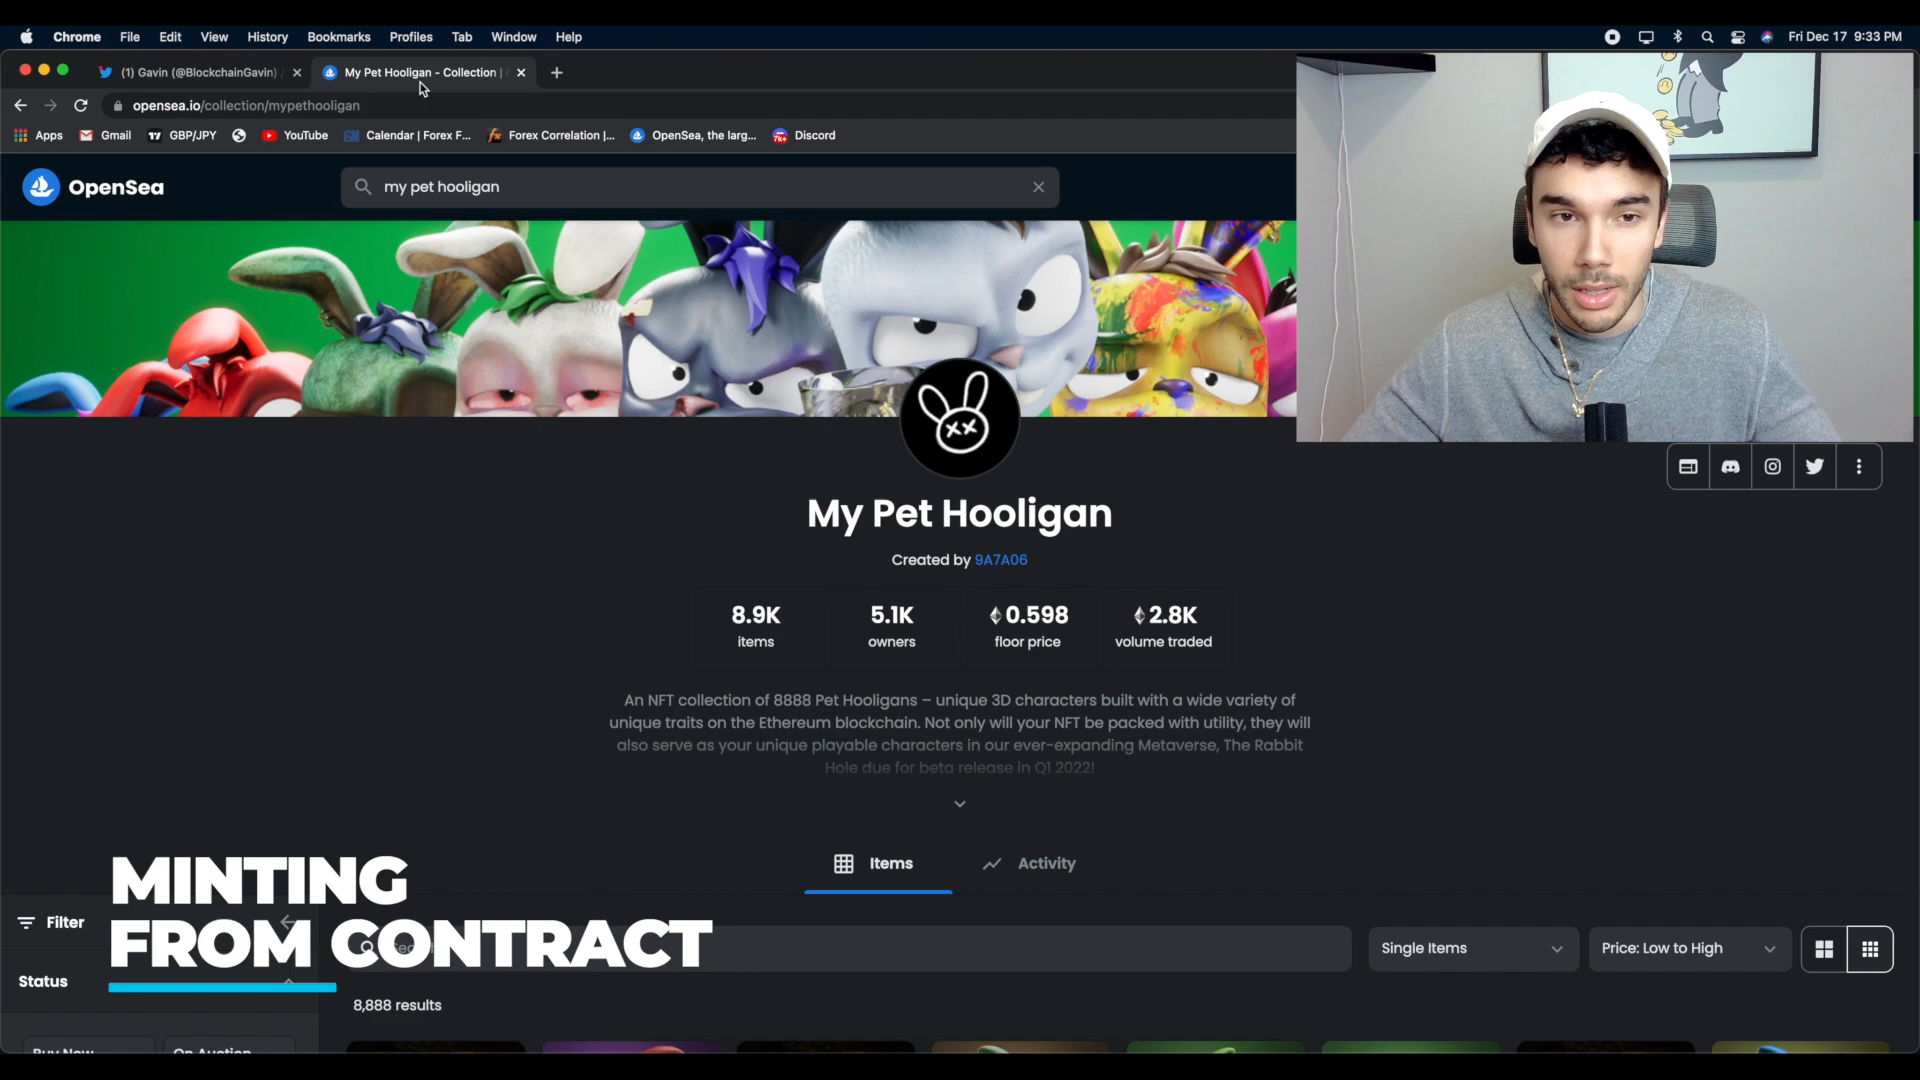 Chrome File Edit View History Bookmarks Profiles Tab Window Help
Fri Dec 17 9:33 PM
(1) Gavin (@BlockchainGavin)
My Pet Hooligan - Collection |
opensea.io/collection/mypethooligan
Apps Gmail GBP/JPY YouTube Calendar | Forex F... Forex Correlation |... OpenSea, the larg... Discord
OpenSea
my pet hooligan
My Pet Hooligan
Created by 9A7A06
8.9K 5.1K 0.598 2.8K
items owners floor price volume traded
An NFT collection of 8888 Pet Hooligans – unique 3D characters built with a wide variety of
unique traits on the Ethereum blockchain. Not only will your NFT be packed with utility, they will
also serve as your unique playable characters in our ever-expanding Metaverse, The Rabbit
Hole due for beta release in Q1 2022!
Items Activity
MINTING
FROM CONTRACT
Filter
Single Items Price: Low to High
Status
8,888 results
Buy Now On Auction